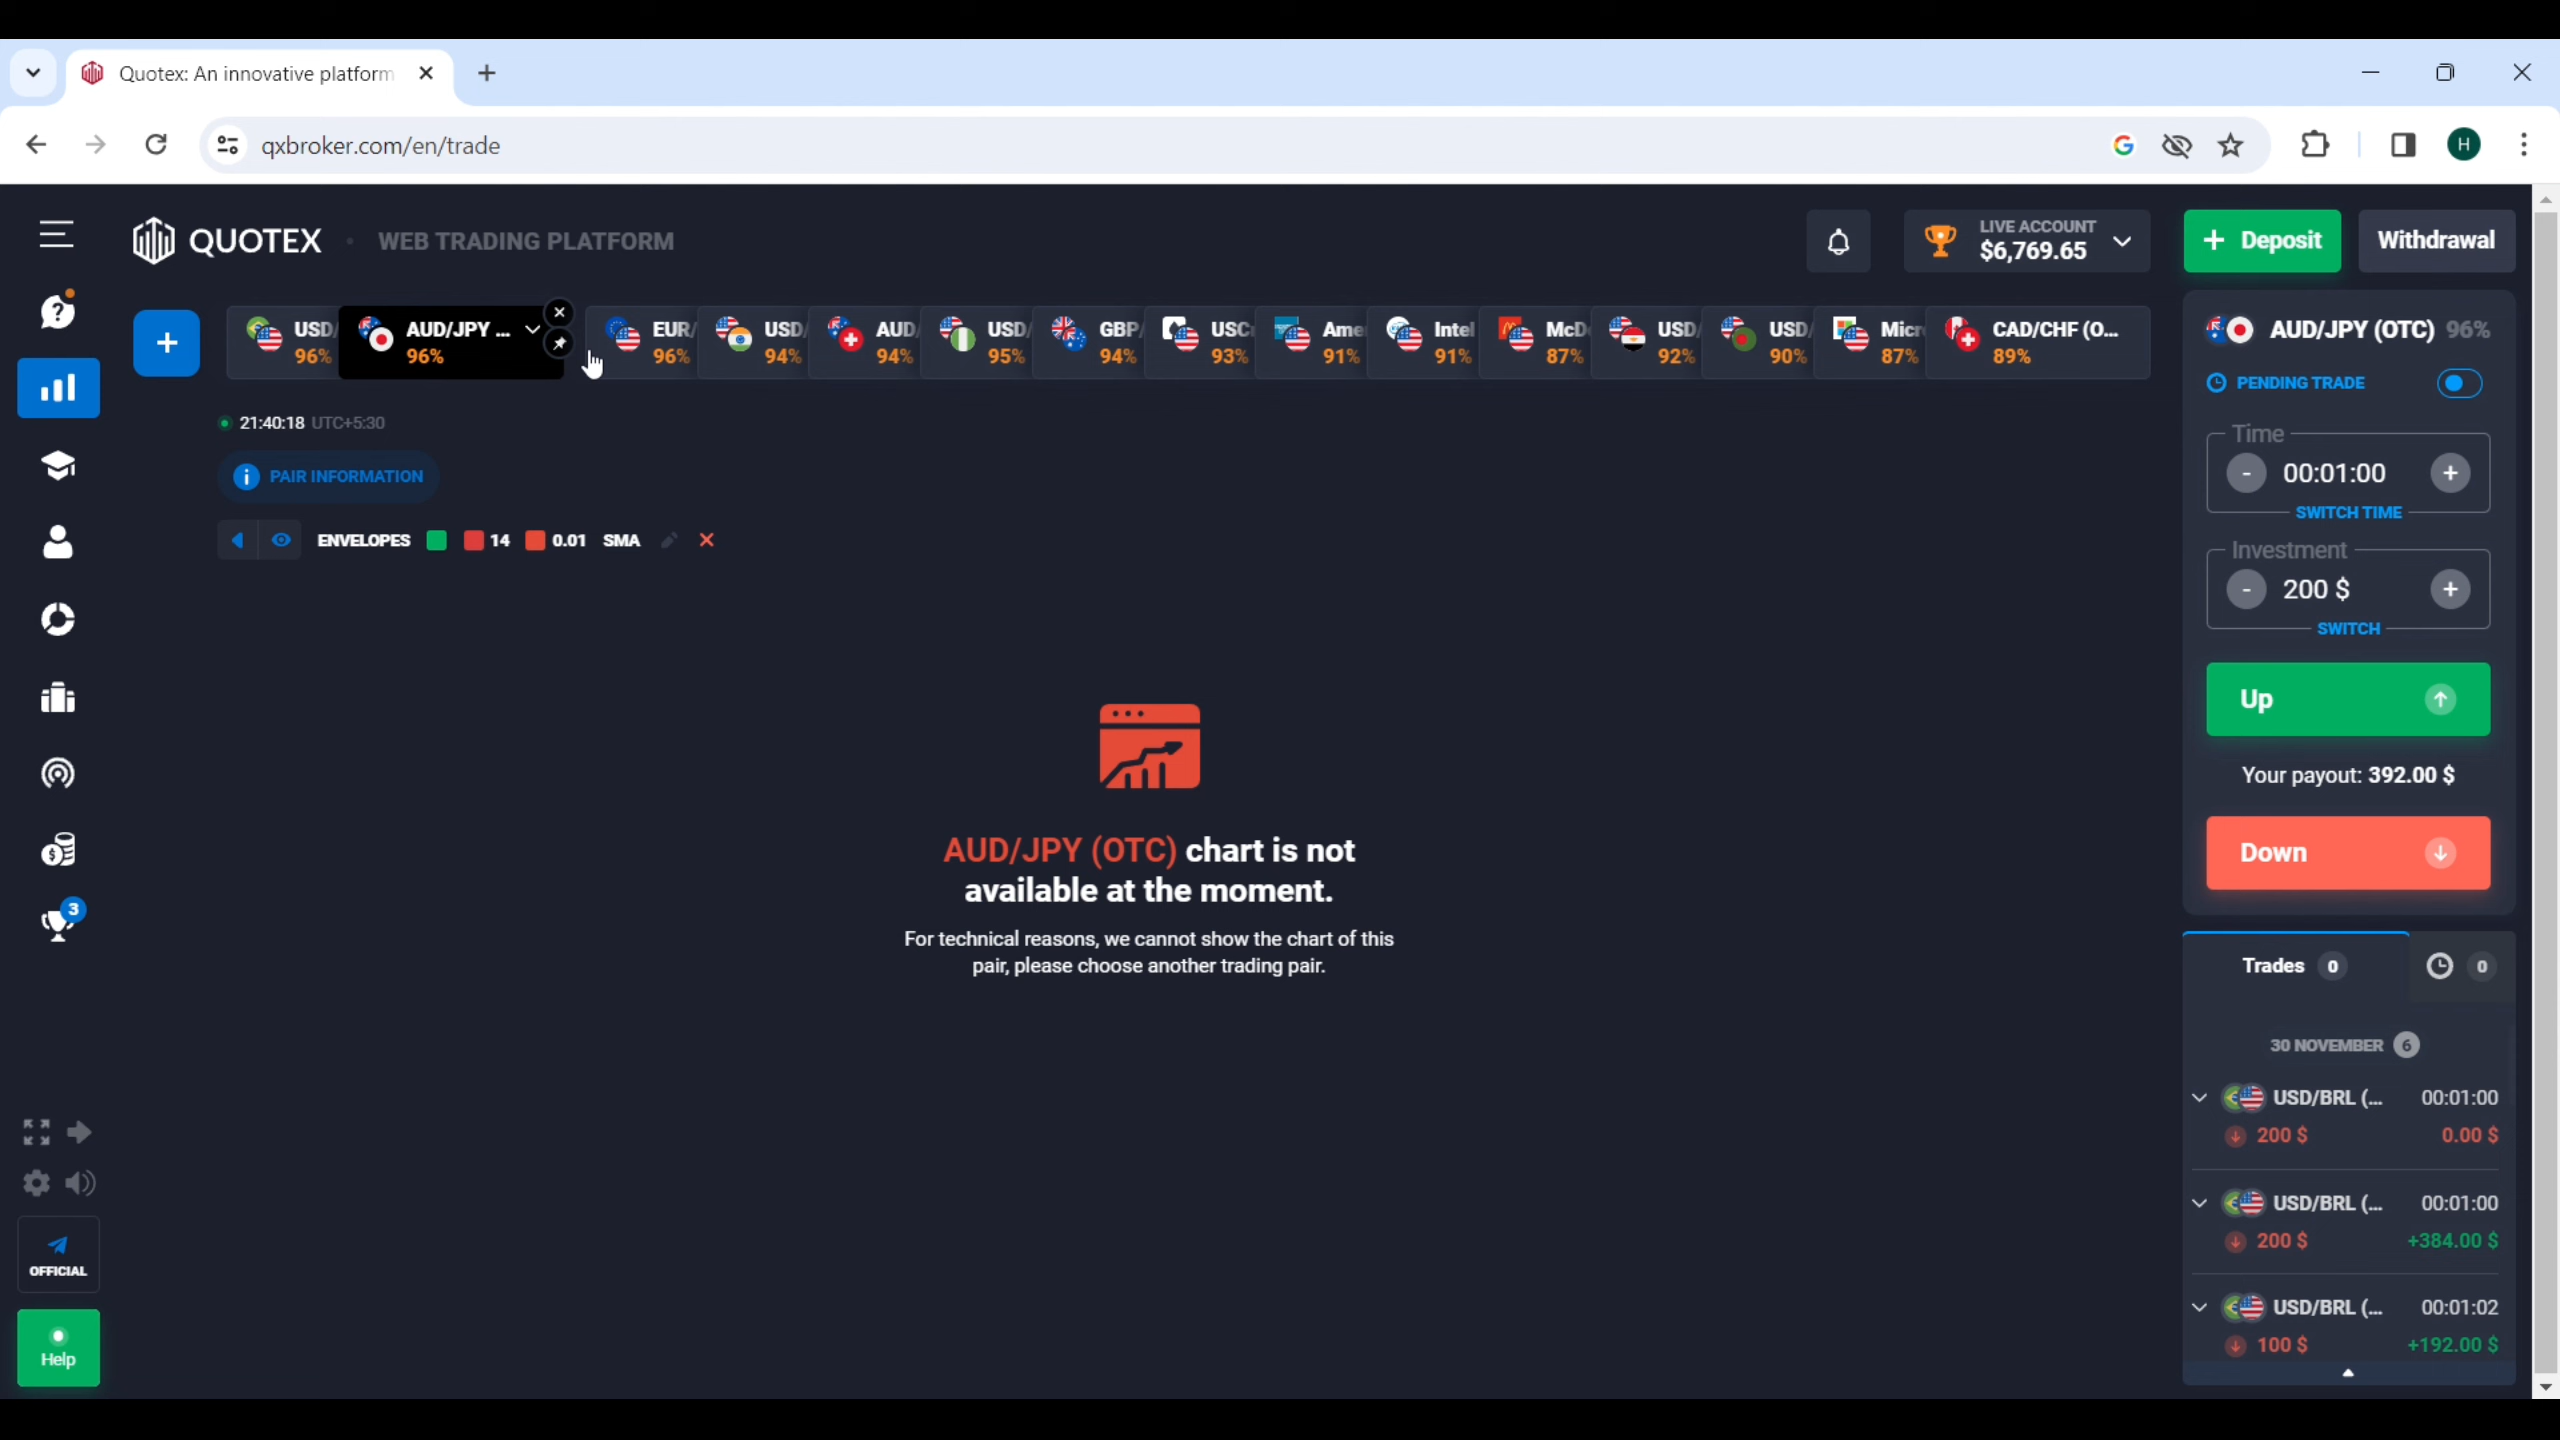 Quotex: An innovative platform
qxbroker.com/en/trade
H
QUOTEX • WEB TRADING PLATFORM
LIVE ACCOUNT
$6,769.65
+ Deposit
Withdrawal
+
USD/
96%
AUD/JPY ...
96%
EUR/
96%
USD/
94%
AUD/
94%
USD/
95%
GBP/
94%
USC
93%
Ame
91%
Intel
91%
McD
87%
USD/
92%
USD/
90%
Micr
87%
CAD/CHF (O...
89%
21:40:18 UTC+5:30
i PAIR INFORMATION
ENVELOPES 14 0.01 SMA
AUD/JPY (OTC) chart is not
available at the moment.
For technical reasons, we cannot show the chart of this
pair, please choose another trading pair.
3
OFFICIAL
Help
AUD/JPY (OTC) 96%
PENDING TRADE
Time
- 00:01:00 +
SWITCH TIME
Investment
- 200 $ +
SWITCH
Up
Your payout: 392.00 $
Down
Trades 0
0
30 NOVEMBER 6
USD/BRL (... 00:01:00
200 $ 0.00 $
USD/BRL (... 00:01:00
200 $ +384.00 $
USD/BRL (... 00:01:02
100 $ +192.00 $